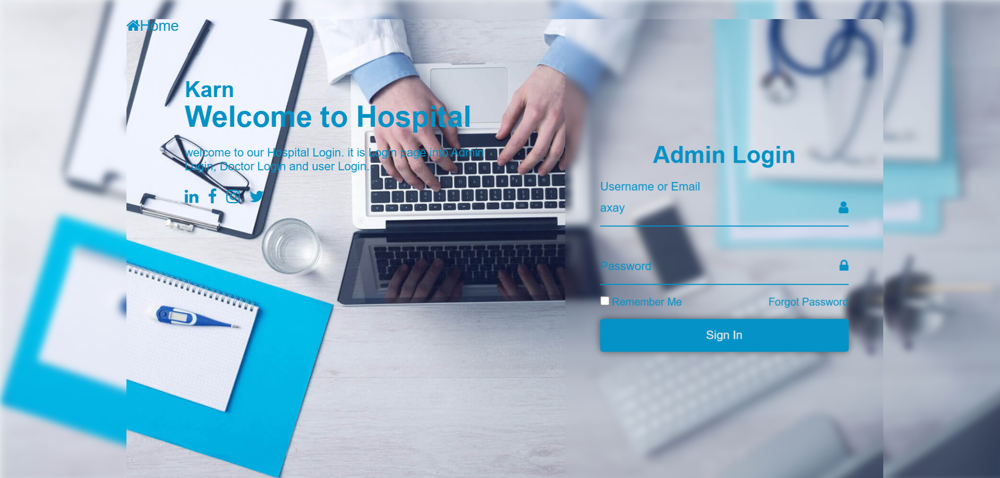 Home
Karn
Welcome to Hospital
welcome to our Hospital Login. it is Login page into Admin
Login, Doctor Login and user Login.
Admin Login
Username or Email
axay
Password
Remember Me
Forgot Password
Sign In